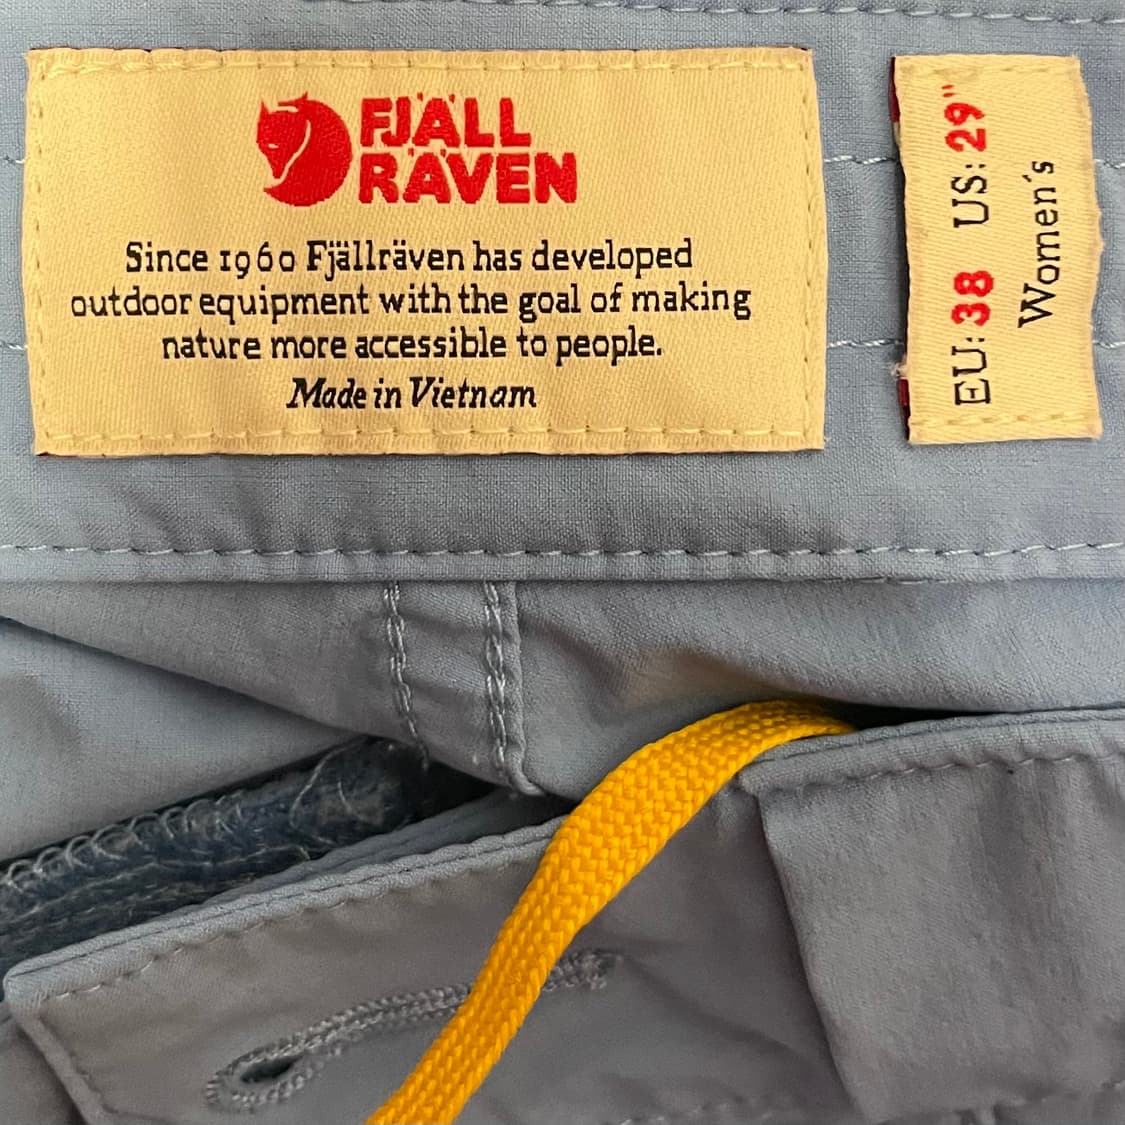 FJÄLL
RÄVEN
Since 1960 Fjällräven has developed
outdoor equipment with the goal of making
nature more accessible to people.
Made in Vietnam
EU: 38 US: 29"
Women´s